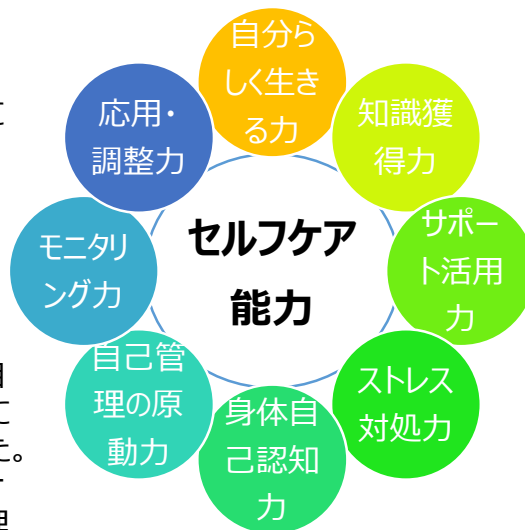 自分ら
しく生き
る力
知識獲
得力
サポー
ト活用
力
ストレス
対処力
身体自
己認知
力
自己管
理の原
動力
モニタリ
ング力
応用・
調整力
セルフケア
能力
に
た。